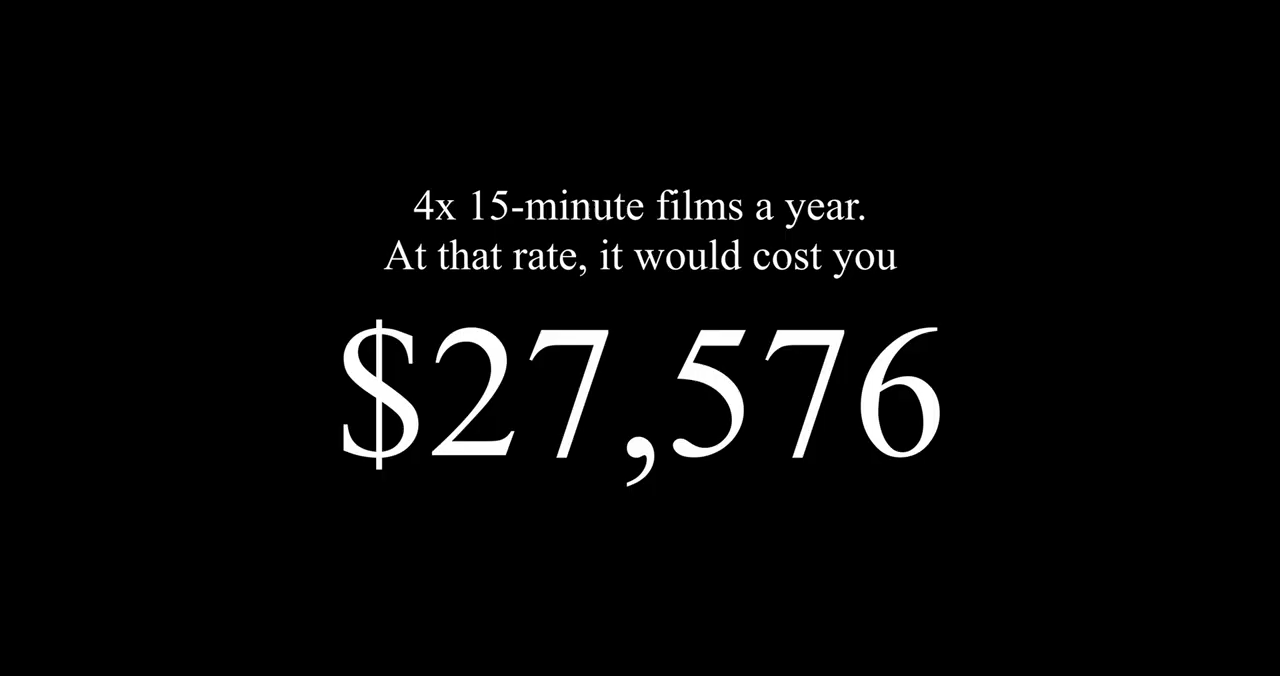 4x 15-minute films a year.
At that rate, it would cost you
$27,576